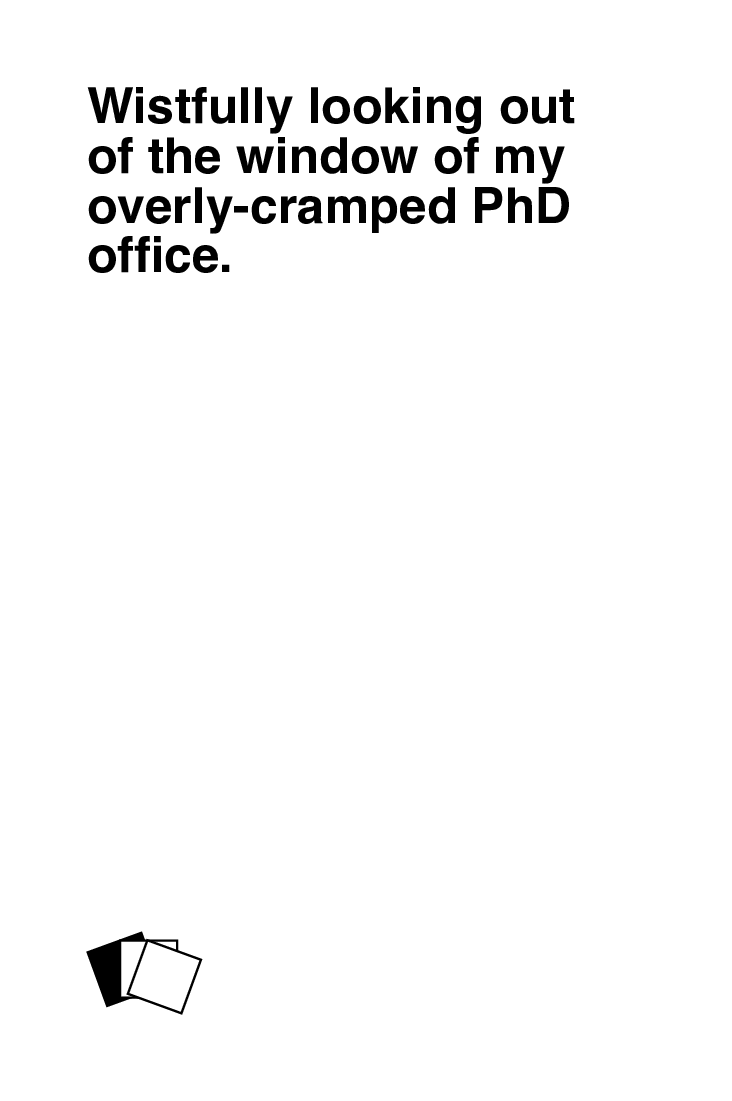 Wistfully looking out
of the window of my
overly-cramped PhD
office.